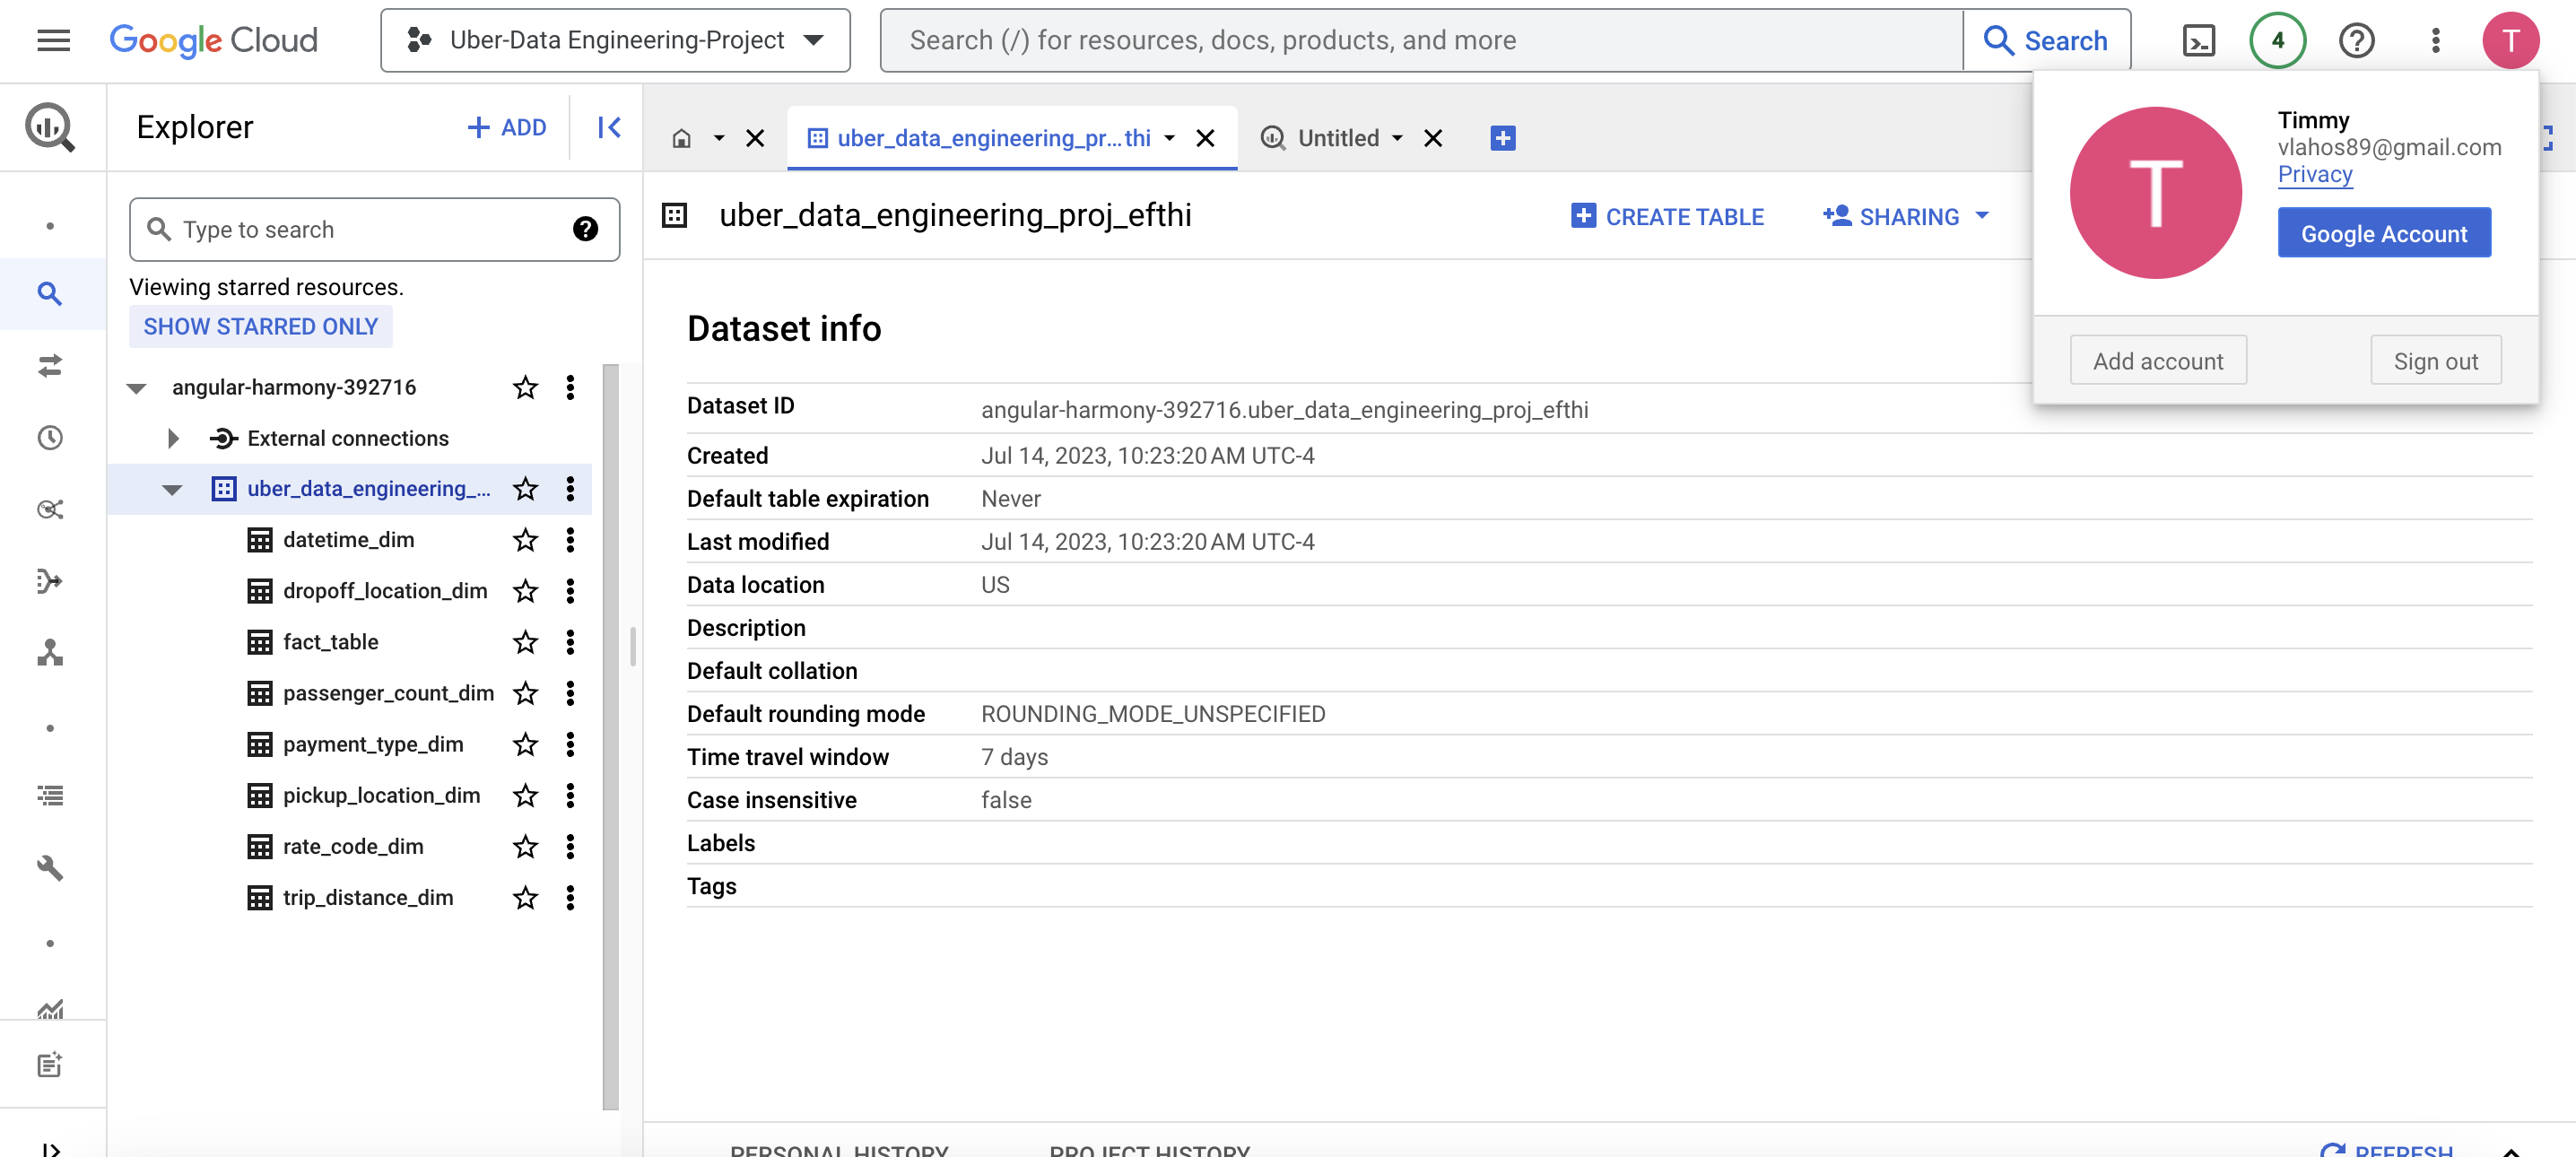 Google Cloud
Uber-Data Engineering-Project
Search (/) for resources, docs, products, and more
Search
4
T
Explorer
ADD
uber_data_engineering_pr...thi
Untitled
T
Timmy
vlahos89@gmail.com
Privacy
Google Account
Add account
Sign out
Type to search
Viewing starred resources.
SHOW STARRED ONLY
angular-harmony-392716
External connections
uber_data_engineering_...
datetime_dim
dropoff_location_dim
fact_table
passenger_count_dim
payment_type_dim
pickup_location_dim
rate_code_dim
trip_distance_dim
uber_data_engineering_proj_efthi
CREATE TABLE
SHARING
Dataset info
Dataset ID angular-harmony-392716.uber_data_engineering_proj_efthi
Created Jul 14, 2023, 10:23:20 AM UTC-4
Default table expiration Never
Last modified Jul 14, 2023, 10:23:20 AM UTC-4
Data location US
Description
Default collation
Default rounding mode ROUNDING_MODE_UNSPECIFIED
Time travel window 7 days
Case insensitive false
Labels
Tags
PERSONAL HISTORY
PROJECT HISTORY
REFRESH